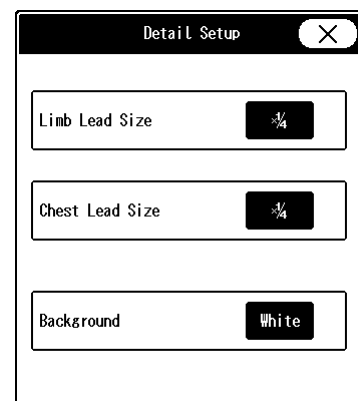 Detail Setup
Limb Lead Size ×¼
Chest Lead Size ×¼
Background White